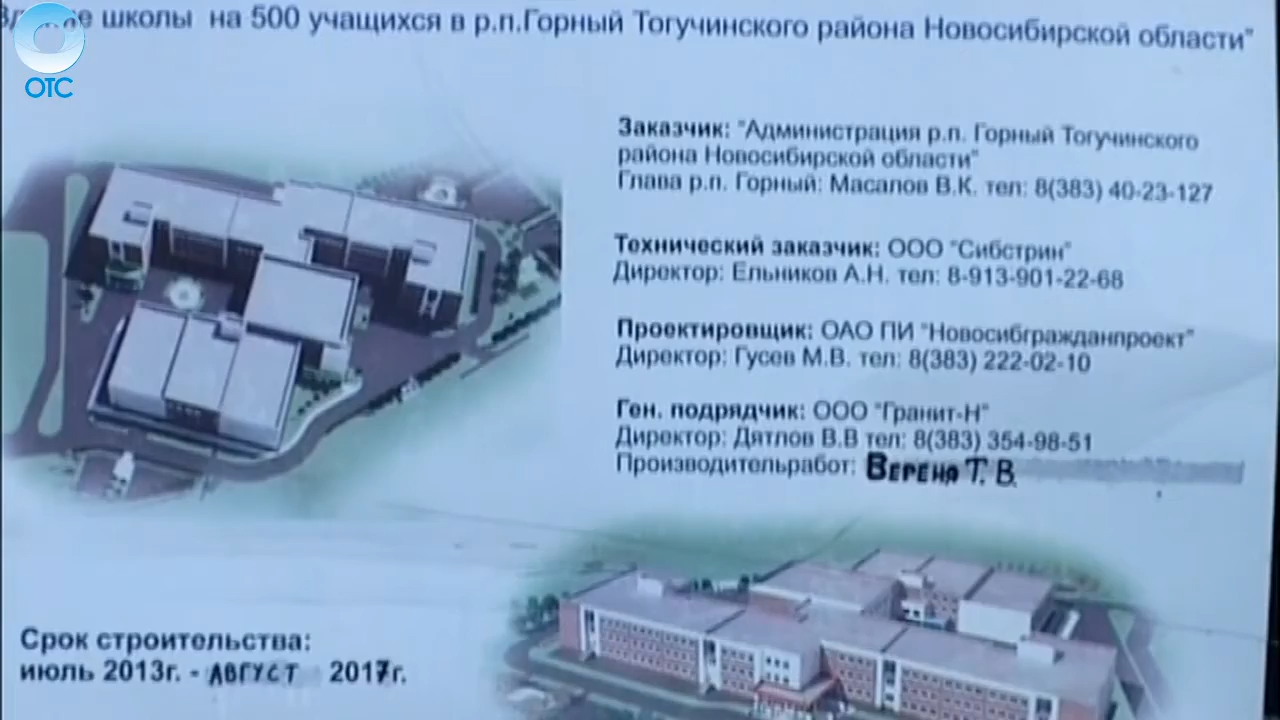 школы на 500 учащихся в р.п.Горный Тогучинского района Новосибирской области"
ОТС
Заказчик: "Администрация р.п. Горный Тогучинского
района Новосибирской области"
Глава р.п. Горный: Масалов В.К. тел: 8(383) 40-23-127
Технический заказчик: ООО "Сибстрин"
Директор: Ельников А.Н. тел: 8-913-901-22-68
Проектировщик: ОАО ПИ "Новосибгражданпроект"
Директор: Гусев М.В. тел: 8(383) 222-02-10
Ген. подрядчик: ООО "Гранит-Н"
Директор: Дятлов В.В тел: 8(383) 354-98-51
Производительработ: ВЕРЕНЯ Т. В.
Срок строительства:
июль 2013г. - АВГУСТ 2017г.